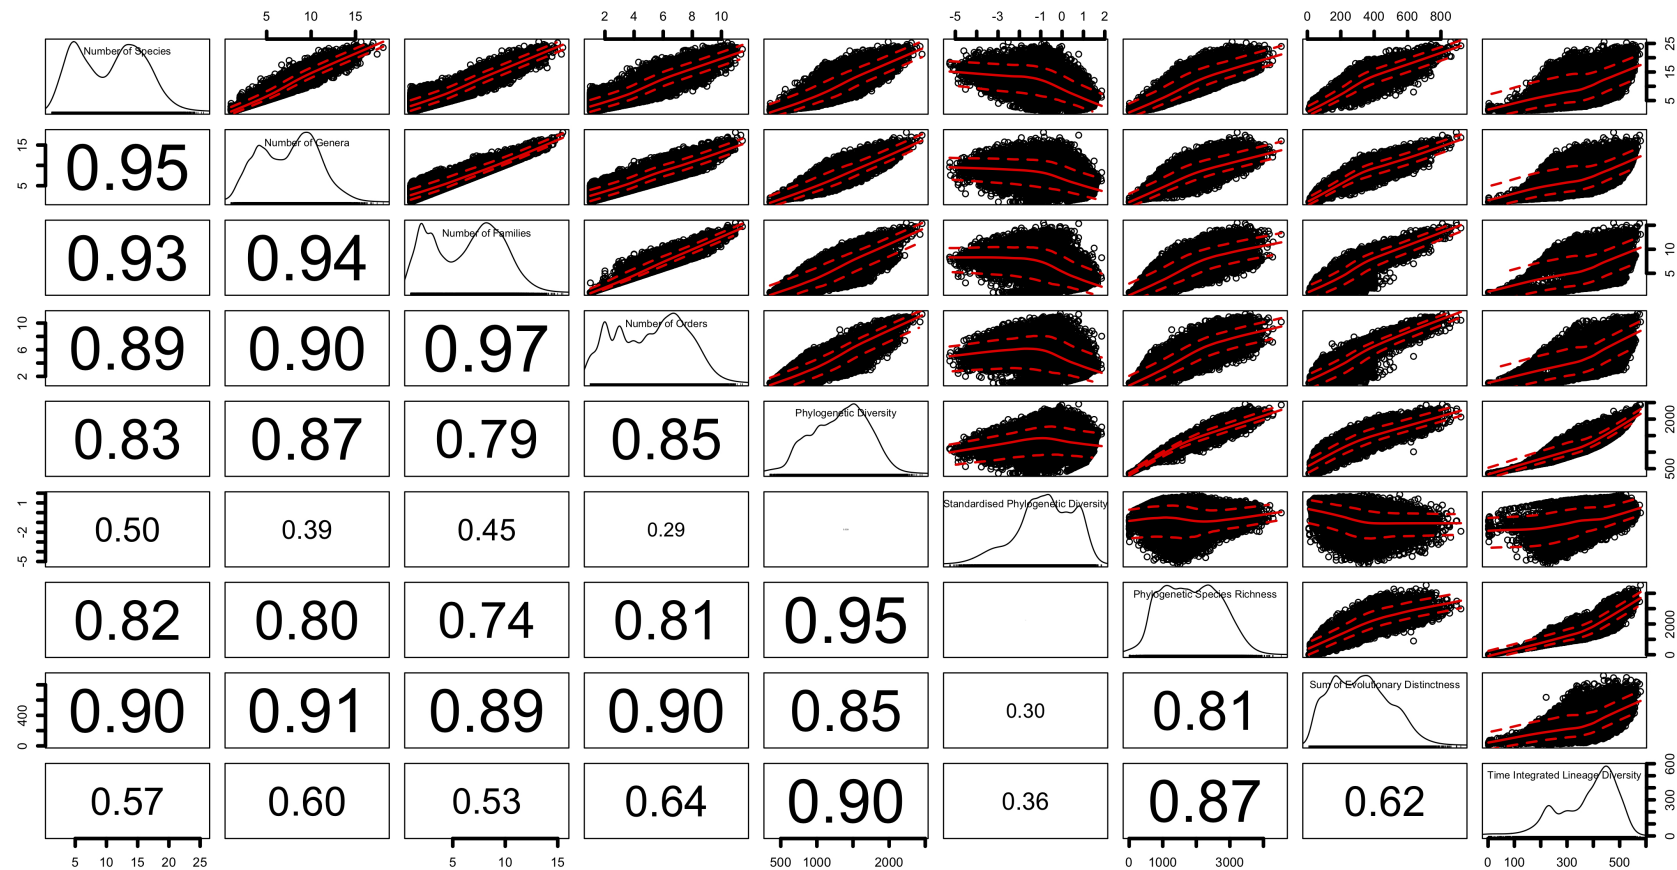 5 10 15
2 4 6 8 10
-5 -3 -1 0 1 2
0 200 400 600 800
Number of Species
5 15 25
5 15
0.95
Number of Genera
0.93
0.94
Number of Families
5 10
2 6 10
0.89
0.90
0.97
Number of Orders
0.83
0.87
0.79
0.85
Phylogenetic Diversity
500 2000
-5 -2 1
0.50
0.39
0.45
0.29
Standardised Phylogenetic Diversity
0.82
0.80
0.74
0.81
0.95
Phylogenetic Species Richness
0 2000
0 400
0.90
0.91
0.89
0.90
0.85
0.30
0.81
Sum of Evolutionary Distinctness
0.57
0.60
0.53
0.64
0.90
0.36
0.87
0.62
Time Integrated Lineage Diversity
0 300 600
5 10 15 20 25
5 10 15
500 1000 2000
0 1000 3000
0 100 300 500